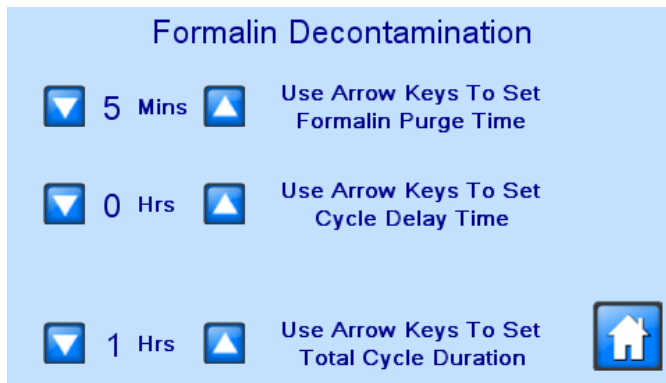 Formalin Decontamination
5 Mins
Use Arrow Keys To Set
Formalin Purge Time
0 Hrs
Use Arrow Keys To Set
Cycle Delay Time
1 Hrs
Use Arrow Keys To Set
Total Cycle Duration